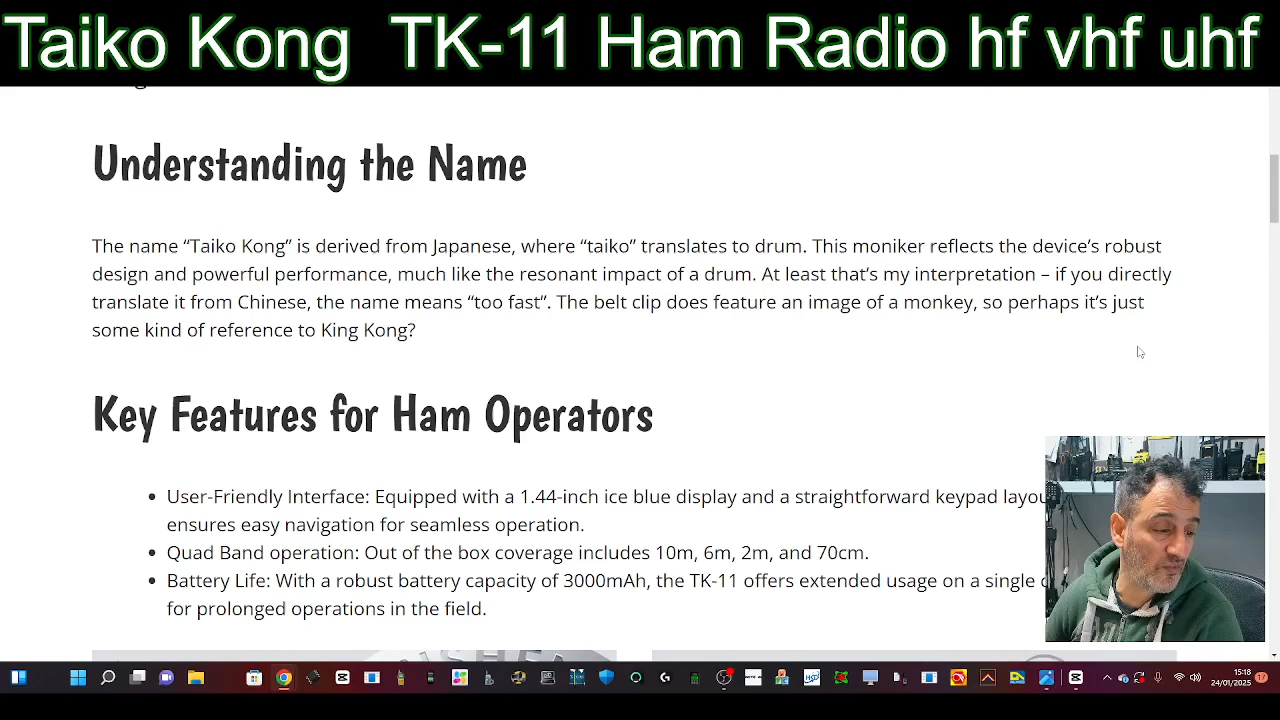 Taiko Kong TK-11 Ham Radio hf vhf uhf
Understanding the Name
The name “Taiko Kong” is derived from Japanese, where “taiko” translates to drum. This moniker reflects the device’s robust
design and powerful performance, much like the resonant impact of a drum. At least that’s my interpretation – if you directly
translate it from Chinese, the name means “too fast”. The belt clip does feature an image of a monkey, so perhaps it’s just
some kind of reference to King Kong?
Key Features for Ham Operators
• User-Friendly Interface: Equipped with a 1.44-inch ice blue display and a straightforward keypad layou
ensures easy navigation for seamless operation.
• Quad Band operation: Out of the box coverage includes 10m, 6m, 2m, and 70cm.
• Battery Life: With a robust battery capacity of 3000mAh, the TK-11 offers extended usage on a single
for prolonged operations in the field.
15:18
24/01/2025